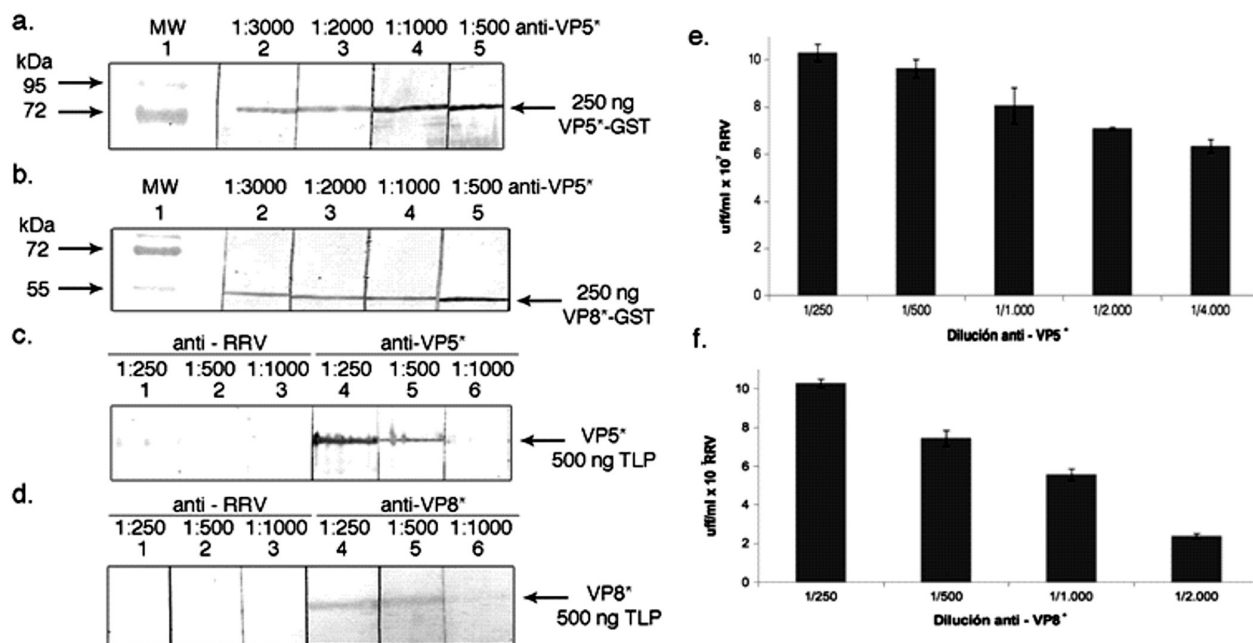 a.
MW 1:3000 1:2000 1:1000 1:500 anti-VP5*
1 2 3 4 5
kDa
95
72
250 ng
VP5*-GST
b.
MW 1:3000 1:2000 1:1000 1:500 anti-VP5*
1 2 3 4 5
kDa
72
55
250 ng
VP8*-GST
c.
anti - RRV anti-VP5*
1:250 1:500 1:1000 1:250 1:500 1:1000
1 2 3 4 5 6
VP5*
500 ng TLP
d.
anti - RRV anti-VP8*
1:250 1:500 1:1000 1:250 1:500 1:1000
1 2 3 4 5 6
VP8*
500 ng TLP
e.
uff/ml x 10⁷ RRV
10
8
6
4
2
0
1/250 1/500 1/1.000 1/2.000 1/4.000
Dilución anti - VP5*
f.
uff/ml x 10⁷RRV
10
8
6
4
2
0
1/250 1/500 1/1.000 1/2.000
Dilución anti - VP8*